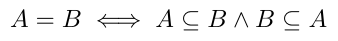 A = B ⟺ A ⊆ B ∧ B ⊆ A